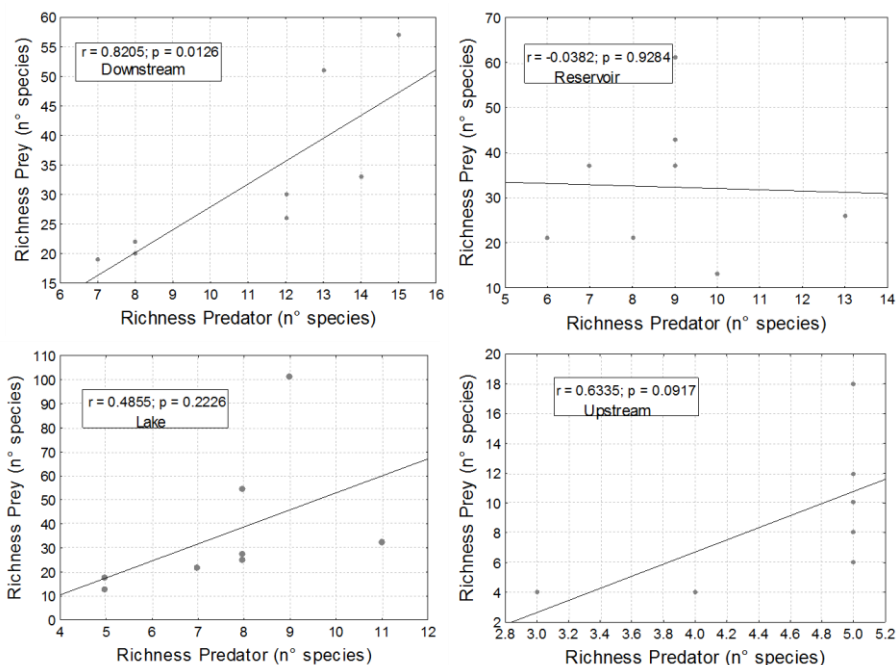 60
55
50
45
40
35
30
25
20
15
Richness Prey (n° species)
r = 0.8205; p = 0.0126
Downstream
6 7 8 9 10 11 12 13 14 15 16
Richness Predator (n° species)
70
60
50
40
30
20
10
Richness Prey (n° species)
r = -0.0382; p = 0.9284
Reservoir
5 6 7 8 9 10 11 12 13 14
Richness Predator (n° species)
110
100
90
80
70
60
50
40
30
20
10
0
Richness Prey (n° species)
r = 0.4855; p = 0.2226
Lake
4 5 6 7 8 9 10 11 12
Richness Predator (n° species)
20
18
16
14
12
10
8
6
4
2
Richness Prey (n° species)
r = 0.6335; p = 0.0917
Upstream
2.8 3.0 3.2 3.4 3.6 3.8 4.0 4.2 4.4 4.6 4.8 5.0 5.2
Richness Predator (n° species)